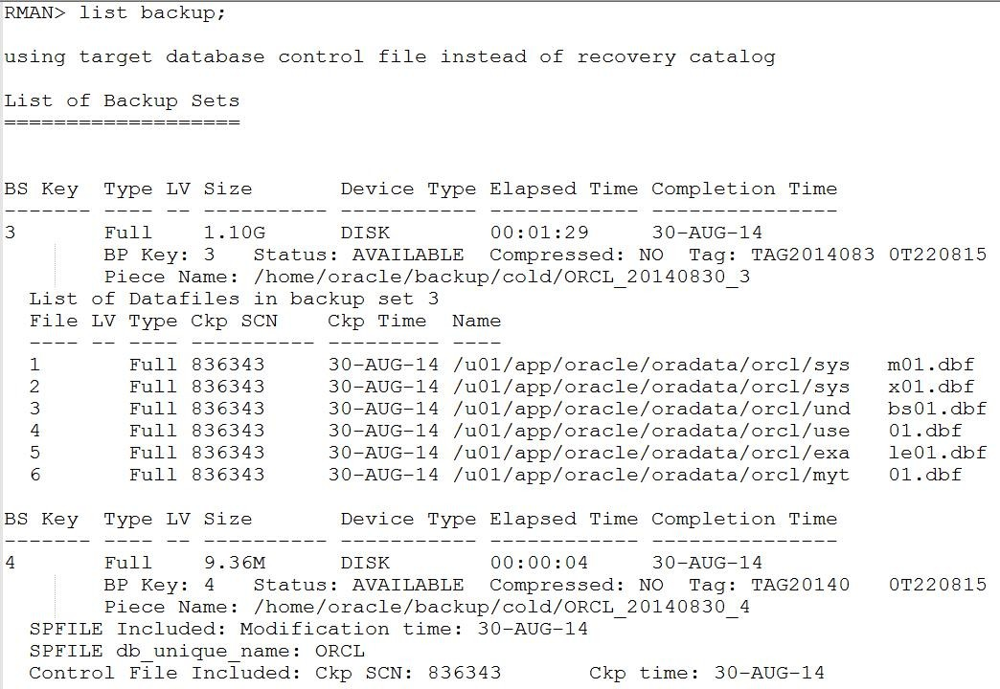 RMAN> list backup;
using target database control file instead of recovery catalog
List of Backup Sets
===================
BS Key  Type LV Size       Device Type Elapsed Time Completion Time
------- ---- -- ---------- ----------- ------------ ---------------
3       Full    1.10G      DISK        00:01:29     30-AUG-14
        BP Key: 3   Status: AVAILABLE  Compressed: NO  Tag: TAG2014083 0T220815
        Piece Name: /home/oracle/backup/cold/ORCL_20140830_3
  List of Datafiles in backup set 3
  File LV Type Ckp SCN    Ckp Time  Name
  ---- -- ---- ---------- --------- ----
  1       Full 836343     30-AUG-14 /u01/app/oracle/oradata/orcl/sys   m01.dbf
  2       Full 836343     30-AUG-14 /u01/app/oracle/oradata/orcl/sys   x01.dbf
  3       Full 836343     30-AUG-14 /u01/app/oracle/oradata/orcl/und   bs01.dbf
  4       Full 836343     30-AUG-14 /u01/app/oracle/oradata/orcl/use   01.dbf
  5       Full 836343     30-AUG-14 /u01/app/oracle/oradata/orcl/exa   le01.dbf
  6       Full 836343     30-AUG-14 /u01/app/oracle/oradata/orcl/myt   01.dbf
BS Key  Type LV Size       Device Type Elapsed Time Completion Time
------- ---- -- ---------- ----------- ------------ ---------------
4       Full    9.36M      DISK        00:00:04     30-AUG-14
        BP Key: 4   Status: AVAILABLE  Compressed: NO  Tag: TAG20140   0T220815
        Piece Name: /home/oracle/backup/cold/ORCL_20140830_4
  SPFILE Included: Modification time: 30-AUG-14
  SPFILE db_unique_name: ORCL
  Control File Included: Ckp SCN: 836343       Ckp time: 30-AUG-14